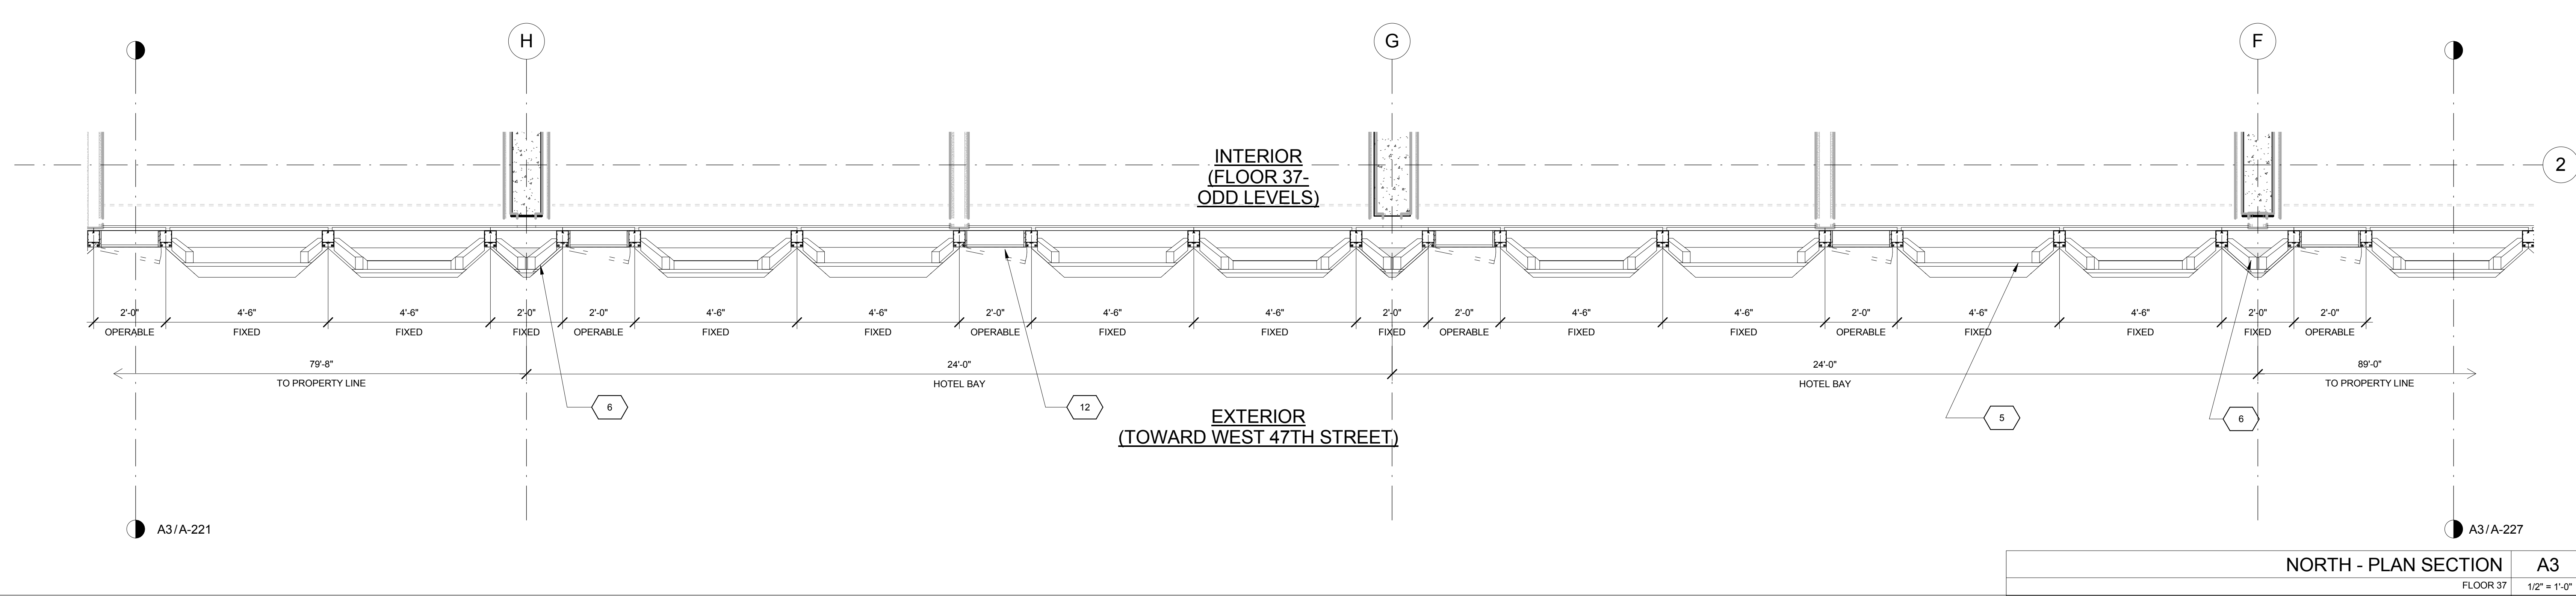 H
G
F
INTERIOR
(FLOOR 37-
ODD LEVELS)
2
2'-0" 4'-6" 4'-6" 2'-0" 2'-0" 4'-6" 4'-6" 2'-0" 4'-6" 4'-6" 2'-0" 2'-0" 4'-6" 4'-6" 2'-0" 4'-6" 4'-6" 2'-0" 2'-0"
OPERABLE FIXED FIXED FIXED OPERABLE FIXED FIXED OPERABLE FIXED FIXED FIXED OPERABLE FIXED FIXED OPERABLE FIXED FIXED FIXED OPERABLE
79'-8" 24'-0" 24'-0" 89'-0"
TO PROPERTY LINE HOTEL BAY HOTEL BAY TO PROPERTY LINE
6
12
5
6
EXTERIOR
(TOWARD WEST 47TH STREET)
A3/A-221
A3/A-227
NORTH - PLAN SECTION A3
FLOOR 37 1/2" = 1'-0"